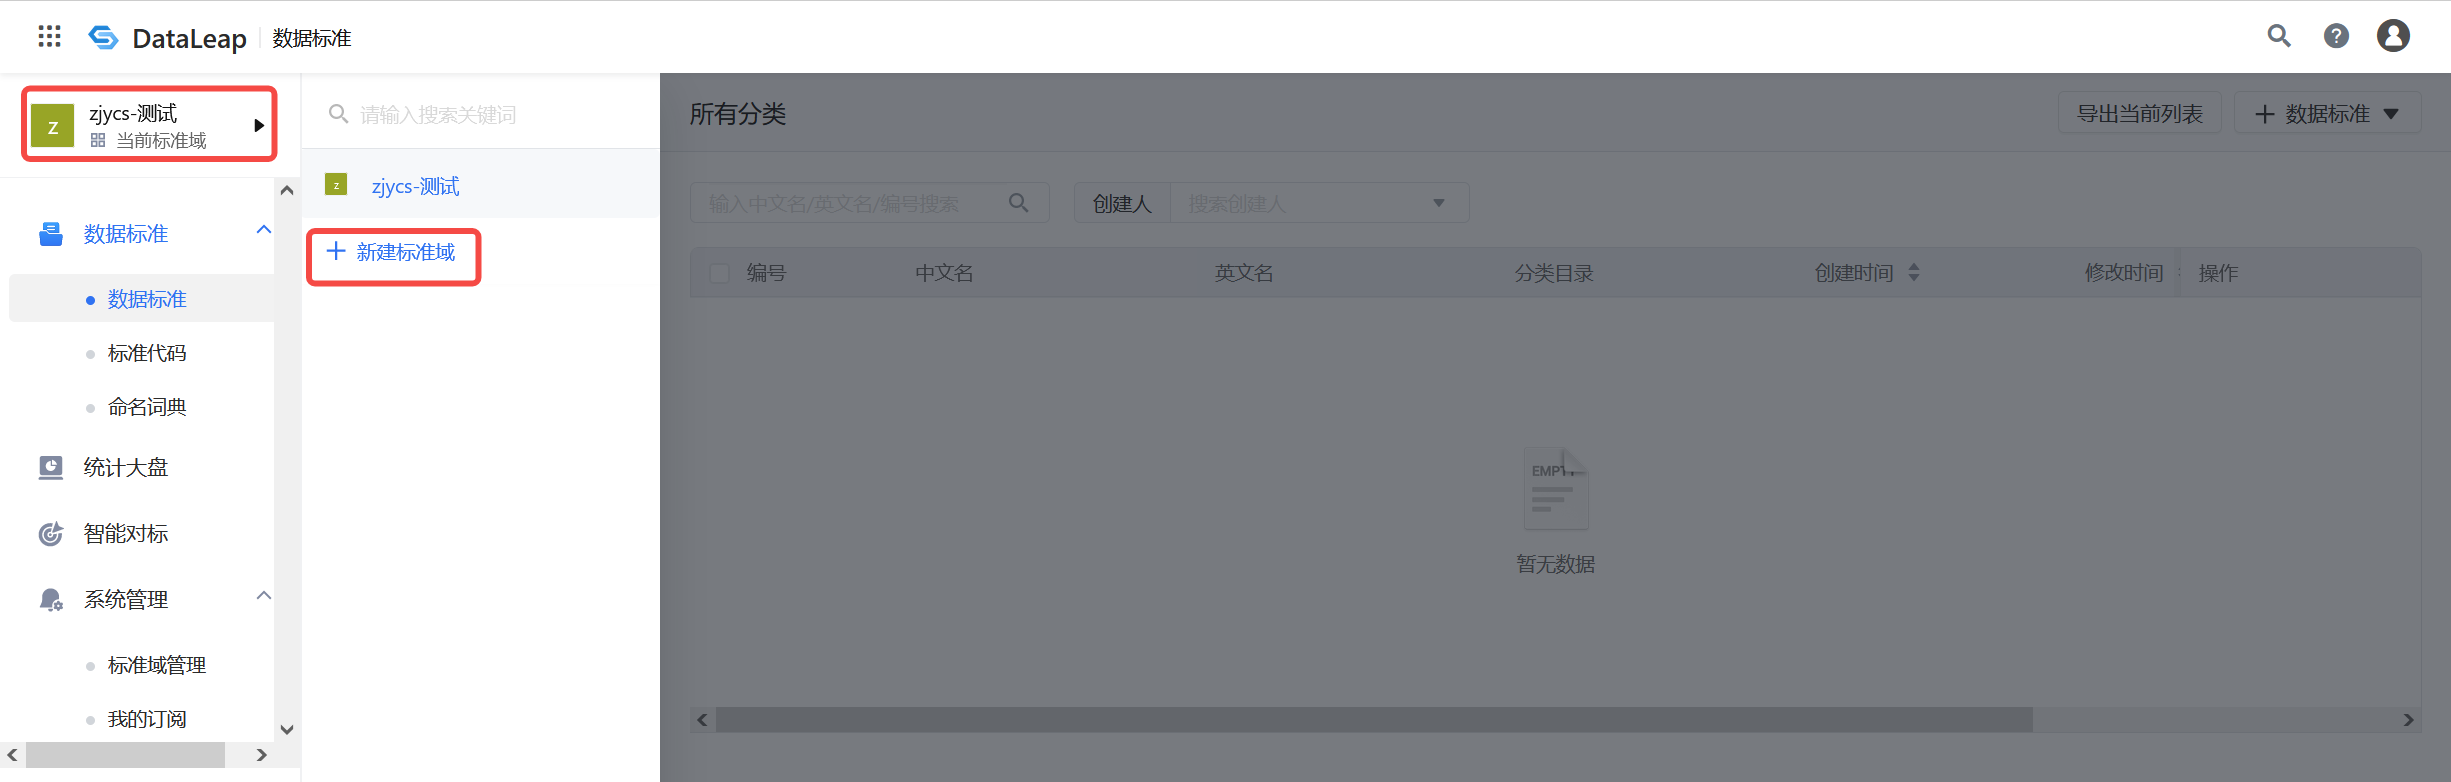 DataLeap 数据标准
z zjycs-测试
当前标准域
数据标准
数据标准
标准代码
命名词典
统计大盘
智能对标
系统管理
标准域管理
我的订阅
请输入搜索关键词
z zjycs-测试
+ 新建标准域
所有分类
导出当前列表
+ 数据标准
输入中文名/英文名/编号搜索
创建人 搜索创建人
编号 中文名 英文名 分类目录 创建时间 修改时间 操作
EMPTY
暂无数据